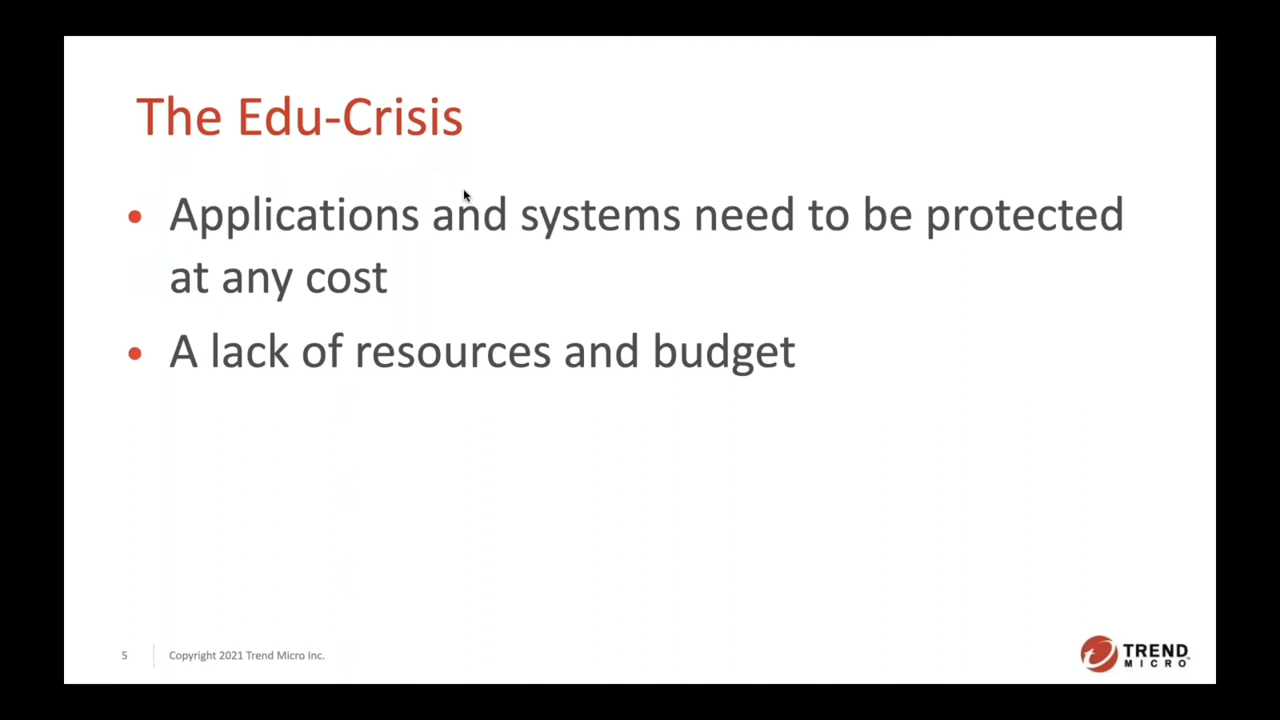 The Edu-Crisis
• Applications and systems need to be protected
at any cost
• A lack of resources and budget
5
Copyright 2021 Trend Micro Inc.
TREND
MICRO